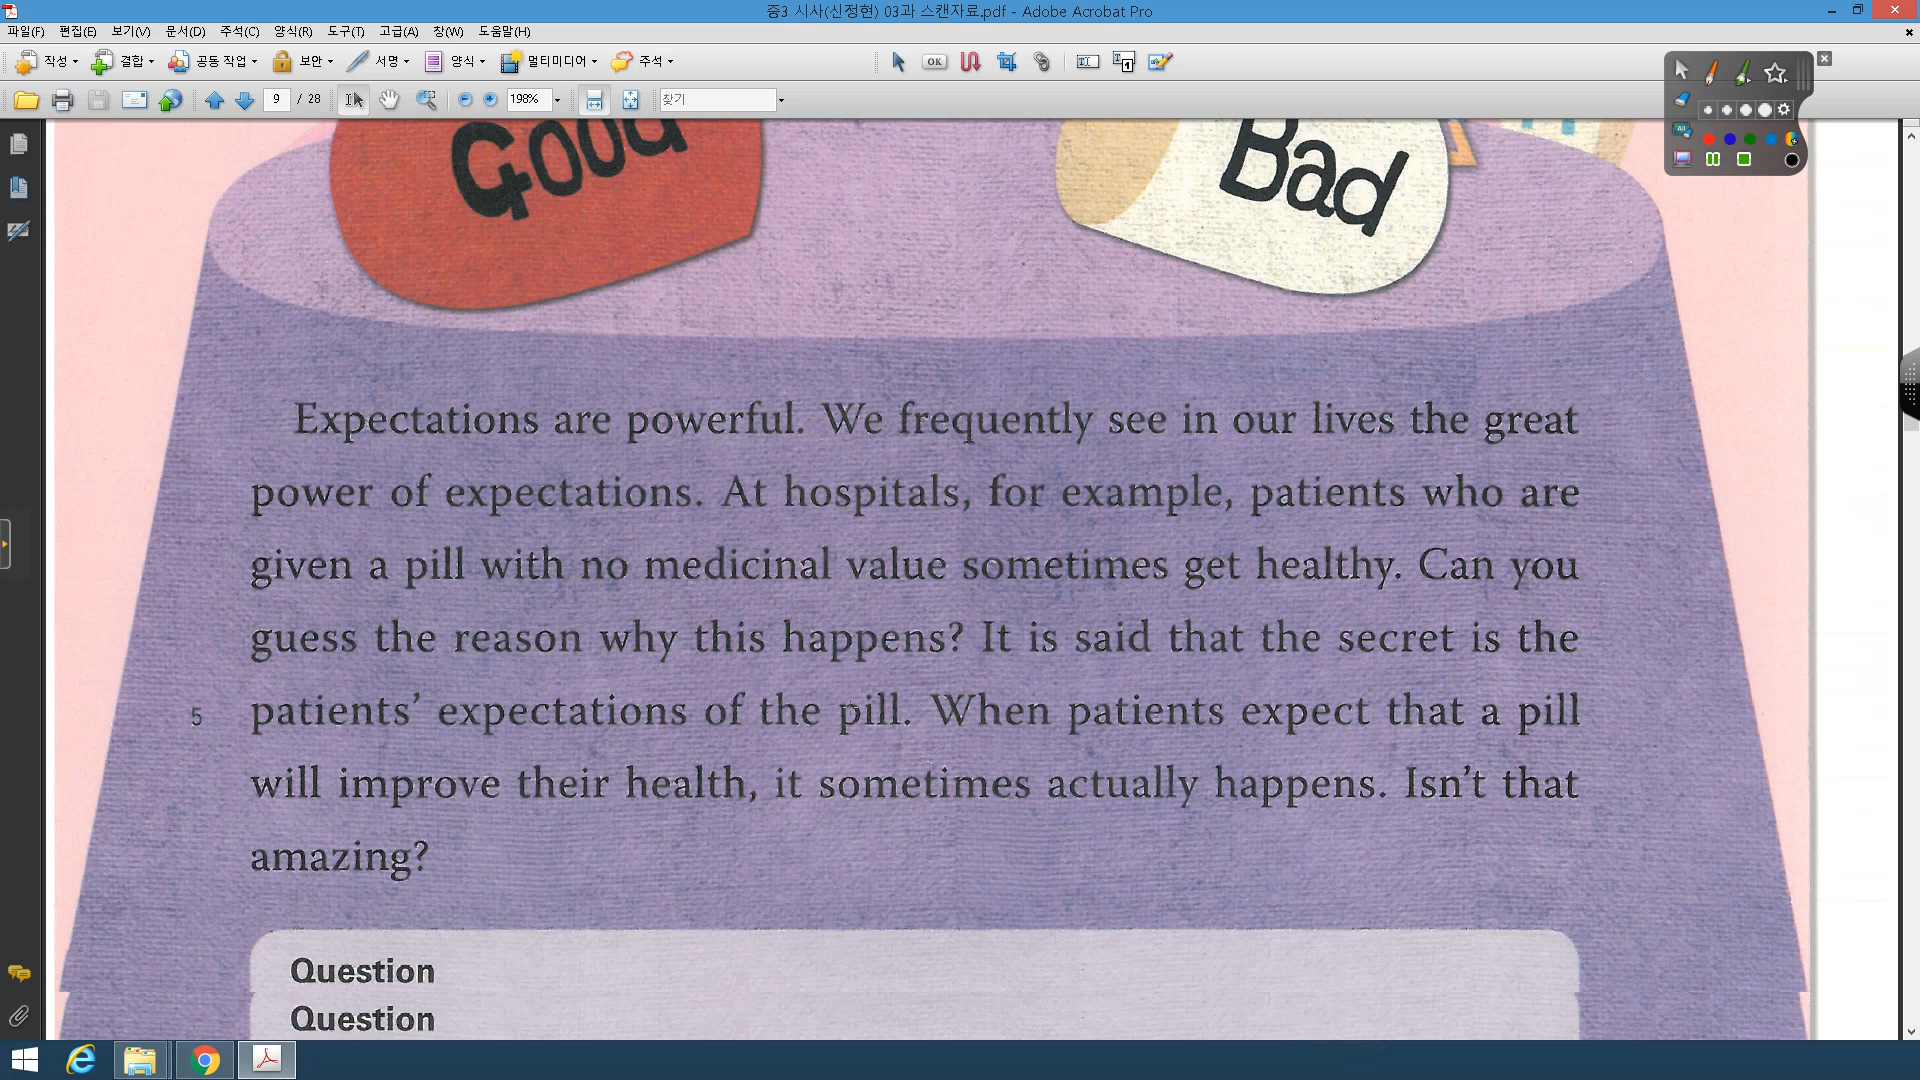 중3 시사(신정현) 03과 스캔자료.pdf - Adobe Acrobat Pro
파일(F) 편집(E) 보기(V) 문서(D) 주석(C) 양식(R) 도구(T) 고급(A) 창(W) 도움말(H)
작성 결합 공동 작업 보안 서명 양식 멀티미디어 주석 OK
9 / 28 198% 찾기
Good
Bad
All
Expectations are powerful. We frequently see in our lives the great
power of expectations. At hospitals, for example, patients who are
given a pill with no medicinal value sometimes get healthy. Can you
guess the reason why this happens? It is said that the secret is the
5 patients’ expectations of the pill. When patients expect that a pill
will improve their health, it sometimes actually happens. Isn’t that
amazing?
Question
Question